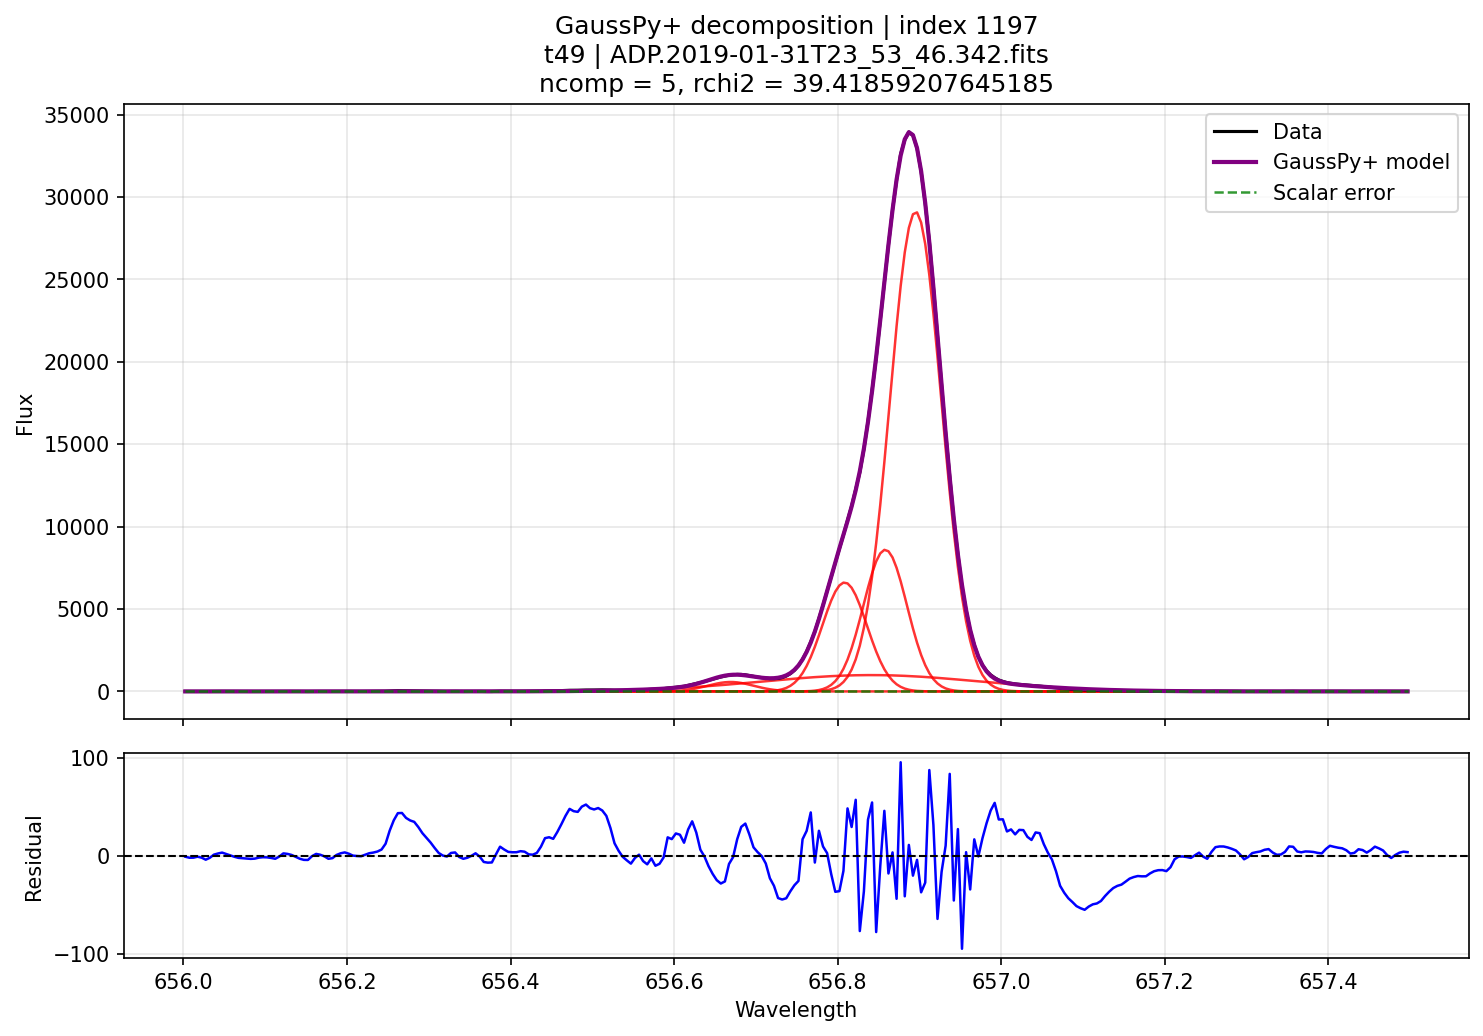 GaussPy+ decomposition | index 1197
t49 | ADP.2019-01-31T23_53_46.342.fits
ncomp = 5, rchi2 = 39.41859207645185
35000
30000
25000
20000
15000
10000
5000
0
Flux
Data
GaussPy+ model
Scalar error
100
0
−100
Residual
656.0
656.2
656.4
656.6
656.8
657.0
657.2
657.4
Wavelength